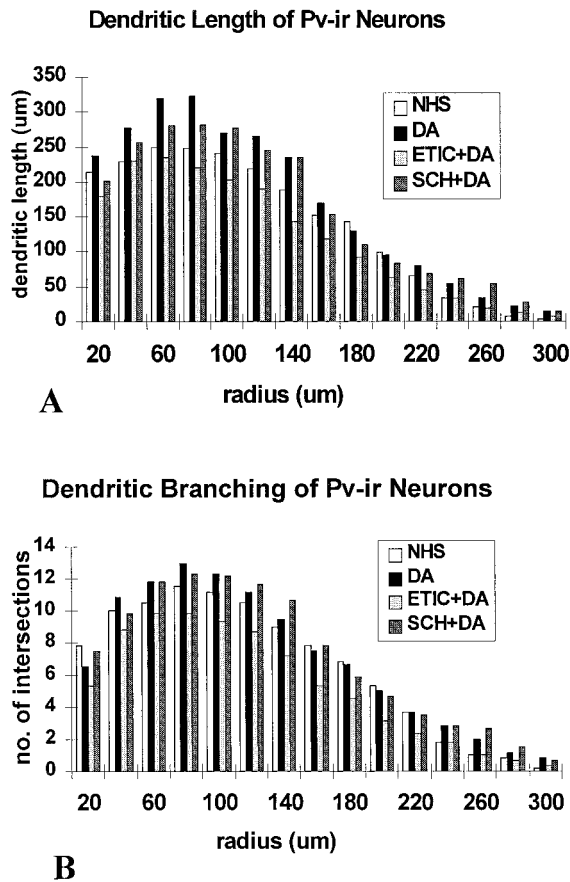 Dendritic Length of Pv-ir Neurons
dendritic length (um)
350
300
250
200
150
100
50
0
NHS
DA
ETIC+DA
SCH+DA
20 60 100 140 180 220 260 300
radius (um)
A
Dendritic Branching of Pv-ir Neurons
no. of intersections
14
12
10
8
6
4
2
0
NHS
DA
ETIC+DA
SCH+DA
20 60 100 140 180 220 260 300
radius (um)
B